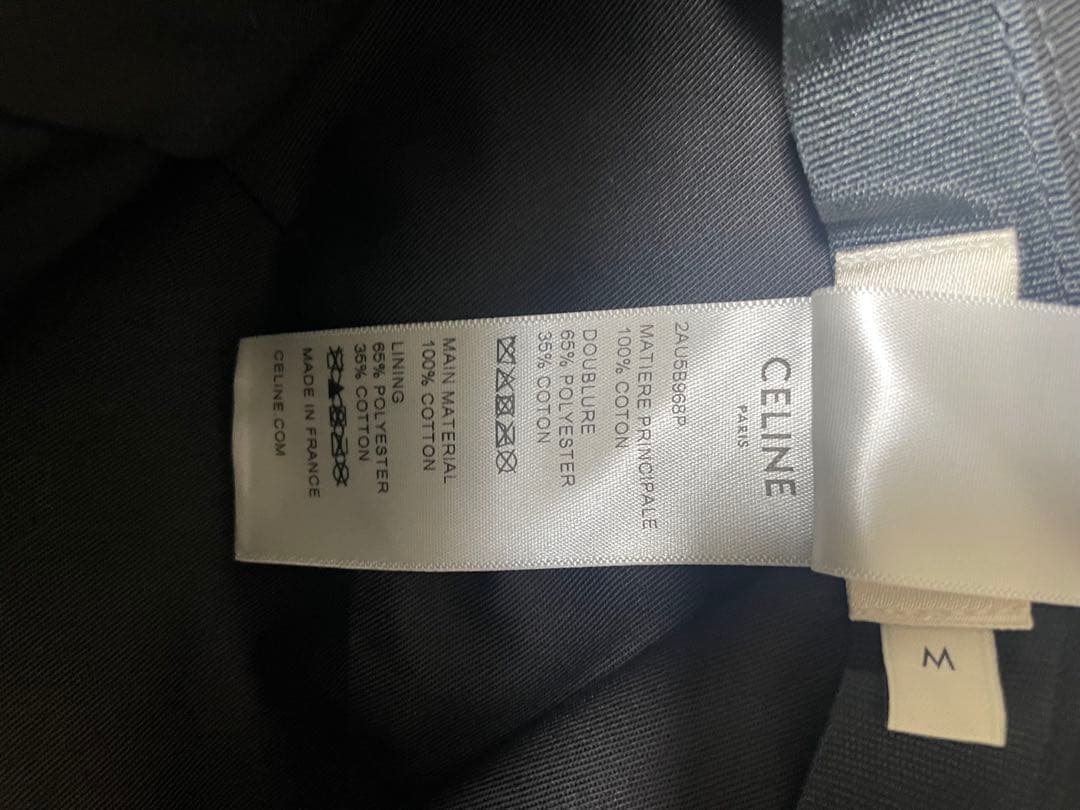 CELINE
PARIS
2AU5B968P
MATIERE PRINCIPALE
100% COTON
DOUBLURE
65% POLYESTER
35% COTON
MAIN MATERIAL
100% COTTON
LINING
65% POLYESTER
35% COTTON
MADE IN FRANCE
CELINE.COM
M